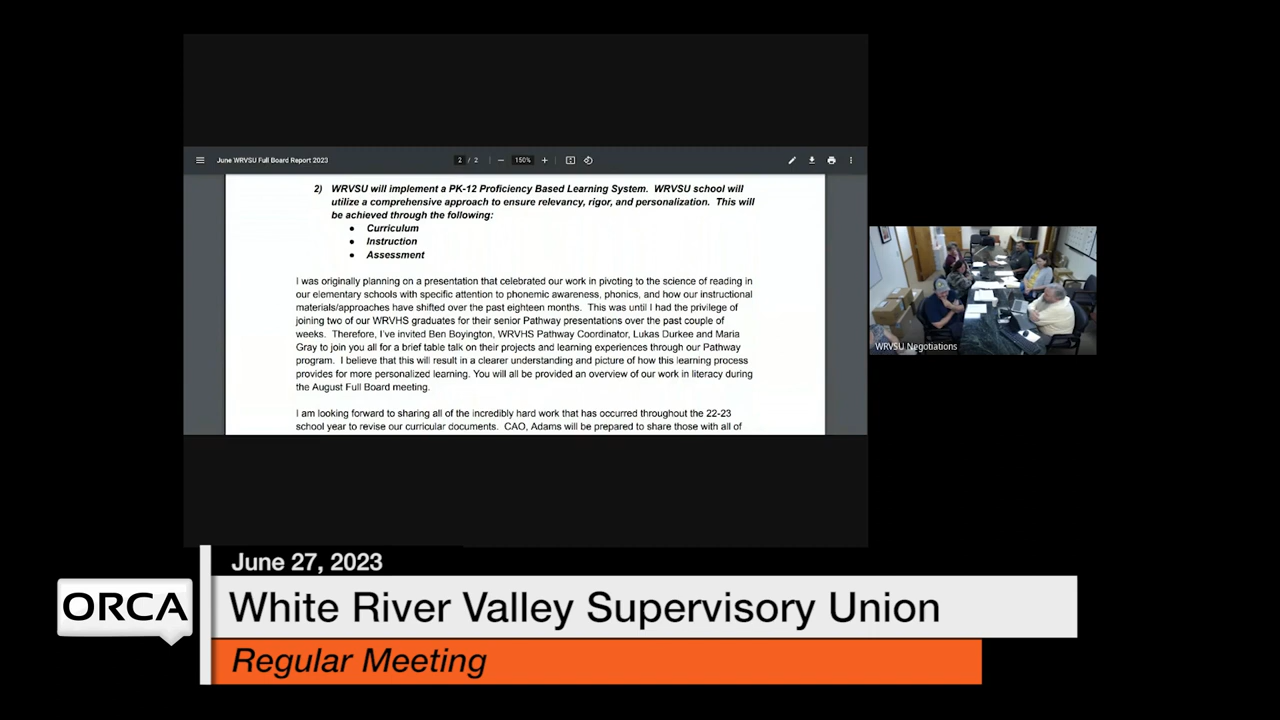 June WRVSU Full Board Report 2023
2 / 2
150%
2) WRVSU will implement a PK-12 Proficiency Based Learning System. WRVSU school will
utilize a comprehensive approach to ensure relevancy, rigor, and personalization. This will
be achieved through the following:
● Curriculum
● Instruction
● Assessment
I was originally planning on a presentation that celebrated our work in pivoting to the science of reading in
our elementary schools with specific attention to phonemic awareness, phonics, and how our instructional
materials/approaches have shifted over the past eighteen months. This was until I had the privilege of
joining two of our WRVHS graduates for their senior Pathway presentations over the past couple of
weeks. Therefore, I've invited Ben Boyington, WRVHS Pathway Coordinator, Lukas Durkee and Maria
Gray to join you all for a brief table talk on their projects and learning experiences through our Pathway
program. I believe that this will result in a clearer understanding and picture of how this learning process
provides for more personalized learning. You will all be provided an overview of our work in literacy during
the August Full Board meeting.
I am looking forward to sharing all of the incredibly hard work that has occurred throughout the 22-23
school year to revise our curricular documents. CAO, Adams will be prepared to share those with all of
WRVSU Negotiations
June 27, 2023
ORCA
White River Valley Supervisory Union
Regular Meeting